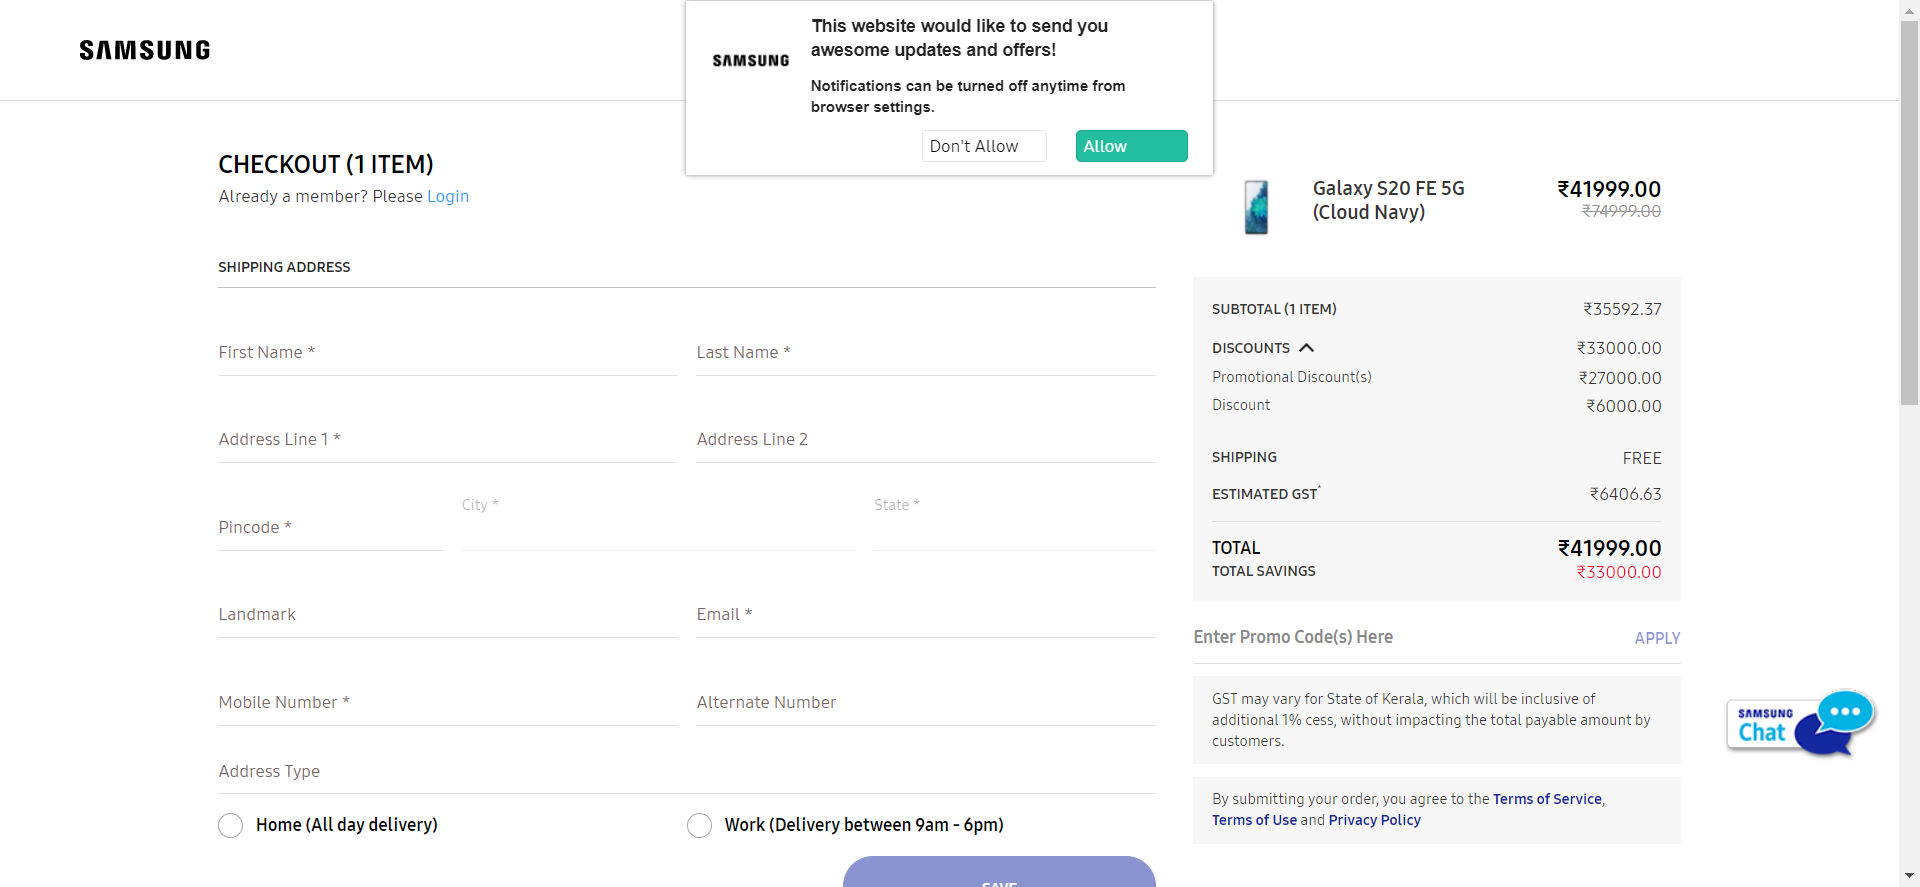 SAMSUNG
SAMSUNG
This website would like to send you
awesome updates and offers!
Notifications can be turned off anytime from
browser settings.
Don't Allow
Allow
CHECKOUT (1 ITEM)
Already a member? Please Login
SHIPPING ADDRESS
First Name *
Last Name *
Address Line 1 *
Address Line 2
Pincode *
City *
State *
Landmark
Email *
Mobile Number *
Alternate Number
Address Type
Home (All day delivery)
Work (Delivery between 9am - 6pm)
SAVE
Galaxy S20 FE 5G
(Cloud Navy)
₹41999.00
₹74999.00
SUBTOTAL (1 ITEM) ₹35592.37
DISCOUNTS ₹33000.00
Promotional Discount(s) ₹27000.00
Discount ₹6000.00
SHIPPING FREE
ESTIMATED GST* ₹6406.63
TOTAL ₹41999.00
TOTAL SAVINGS ₹33000.00
Enter Promo Code(s) Here APPLY
GST may vary for State of Kerala, which will be inclusive of
additional 1% cess, without impacting the total payable amount by
customers.
By submitting your order, you agree to the Terms of Service,
Terms of Use and Privacy Policy
SAMSUNG
Chat